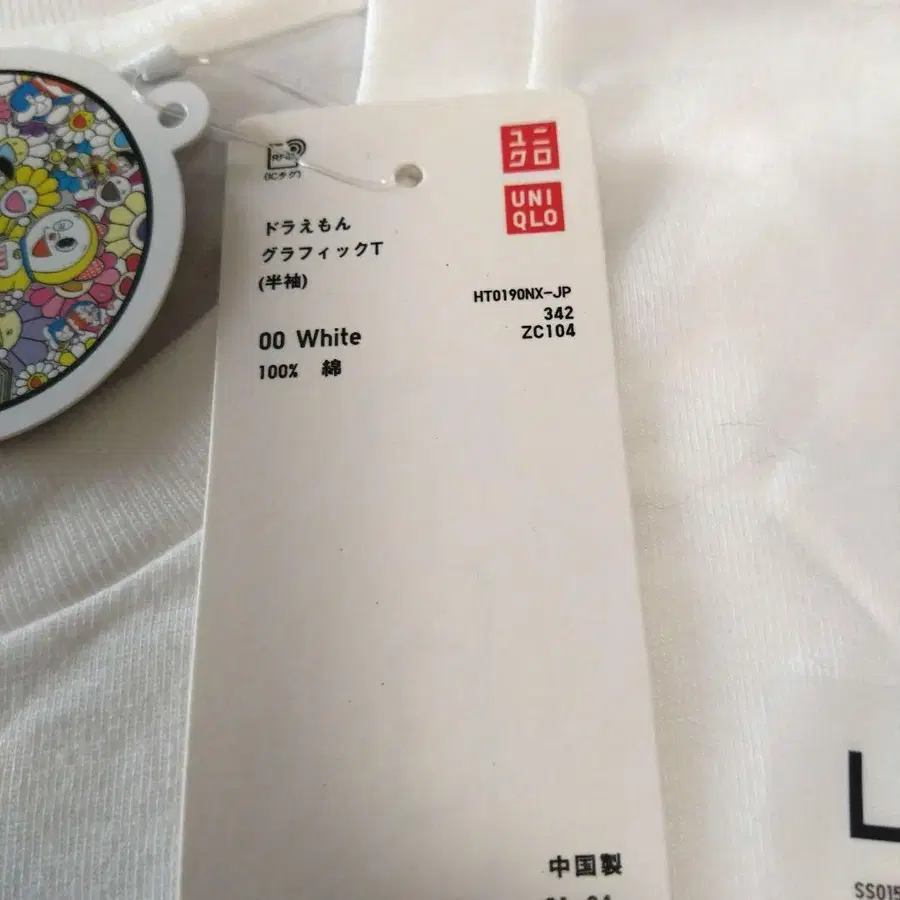 RFID
(ICタグ)
ユニ
クロ
UNI
QLO
ドラえもん
グラフィックT
(半袖)
HT0190NX-JP
342
ZC104
00 White
100% 綿
中国製
L
SS015